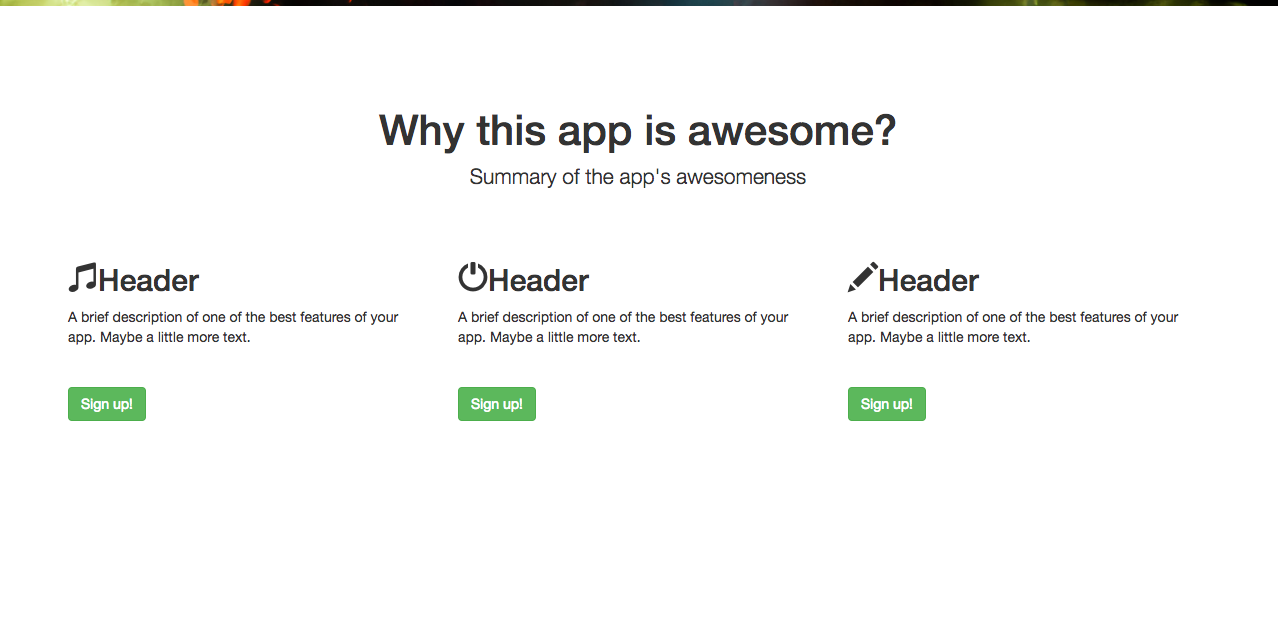 Why this app is awesome?
Summary of the app's awesomeness
Header
A brief description of one of the best features of your
app. Maybe a little more text.
Sign up!
Header
A brief description of one of the best features of your
app. Maybe a little more text.
Sign up!
Header
A brief description of one of the best features of your
app. Maybe a little more text.
Sign up!